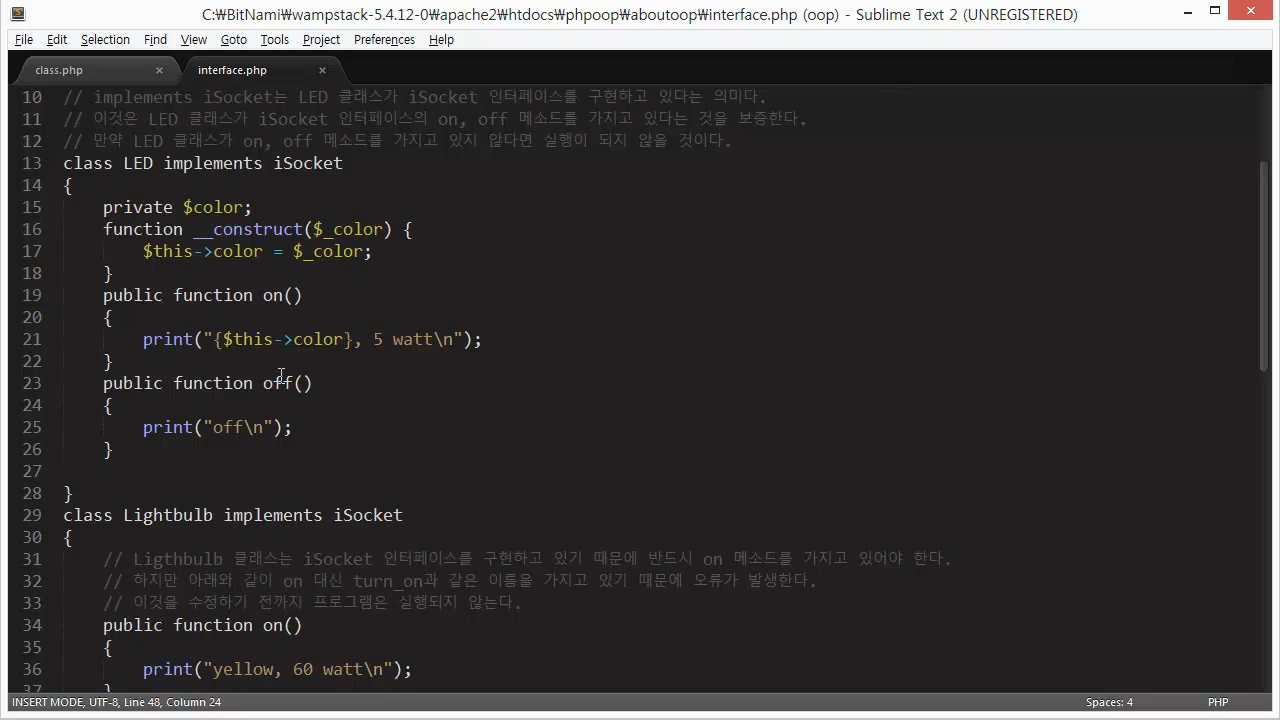 C:₩BitNami₩wampstack-5.4.12-0₩apache2₩htdocs₩phpoop₩aboutoop₩interface.php (oop) - Sublime Text 2 (UNREGISTERED)
File Edit Selection Find View Goto Tools Project Preferences Help
class.php × interface.php ×
10 // implements iSocket는 LED 클래스가 iSocket 인터페이스를 구현하고 있다는 의미다.
11 // 이것은 LED 클래스가 iSocket 인터페이스의 on, off 메소드를 가지고 있다는 것을 보증한다.
12 // 만약 LED 클래스가 on, off 메소드를 가지고 있지 않다면 실행이 되지 않을 것이다.
13 class LED implements iSocket
14 {
15 private $color;
16 function __construct($_color) {
17 $this->color = $_color;
18 }
19 public function on()
20 {
21 print("{$this->color}, 5 watt\n");
22 }
23 public function off()
24 {
25 print("off\n");
26 }
27
28 }
29 class Lightbulb implements iSocket
30 {
31 // Ligthbulb 클래스는 iSocket 인터페이스를 구현하고 있기 때문에 반드시 on 메소드를 가지고 있어야 한다.
32 // 하지만 아래와 같이 on 대신 turn_on과 같은 이름을 가지고 있기 때문에 오류가 발생한다.
33 // 이것을 수정하기 전까지 프로그램은 실행되지 않는다.
34 public function on()
35 {
36 print("yellow, 60 watt\n");
37 }
INSERT MODE, UTF-8, Line 48, Column 24 Spaces: 4 PHP